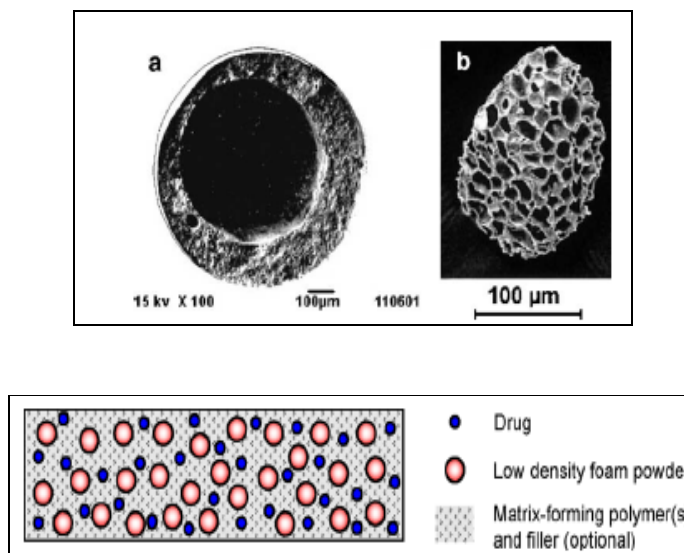 a
b
15 kv X 100 100µm 110601
100 µm
Drug
Low density foam powde
Matrix-forming polymer(s
and filler (optional)